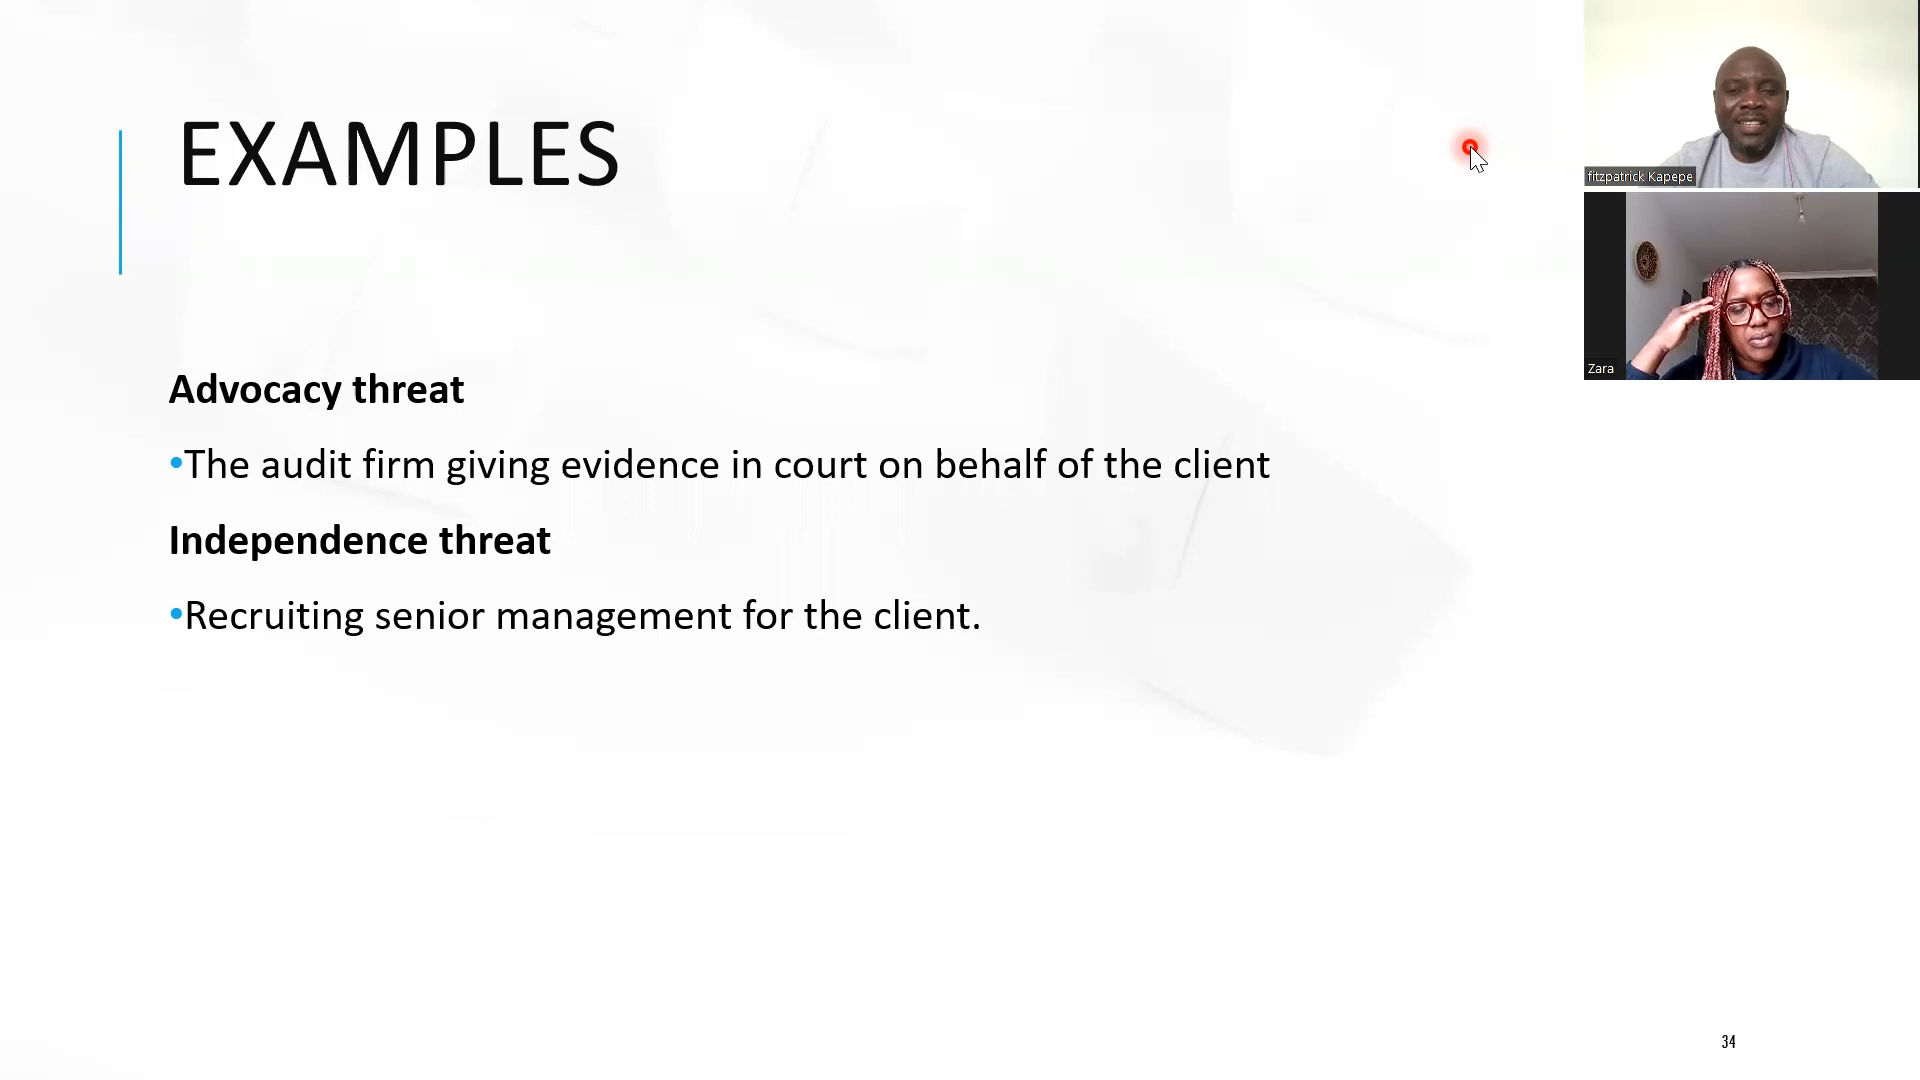 EXAMPLES
Advocacy threat
•The audit firm giving evidence in court on behalf of the client
Independence threat
•Recruiting senior management for the client.
fitzpatrick Kapepe
Zara
34